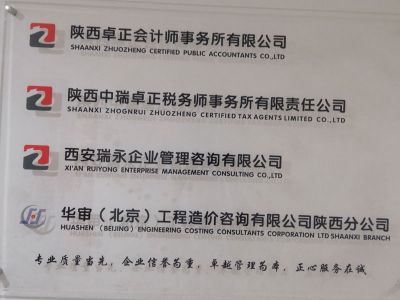 陕西卓正会计师事务所有限公司
SHAANXI ZHUOZHENG CERTIFIED PUBLIC ACCOUNTANTS CO.,LTD
陕西中瑞卓正税务师事务所有限责任公司
SHAANXI ZHOGNRUI ZHUOZHENG CERTIFIED TAX AGENTS LIMITED CO.,LTD
西安瑞永企业管理咨询有限公司
XI'AN RUIYONG ENTERPRISE MANAGEMENT CONSULTING CO.,LTD
华审（北京）工程造价咨询有限公司陕西分公司
HUASHEN (BEIJING) ENGINEERING COSTING CONSULTANTS CORPORATION LTD SHAANXI BRANCH
专业质量当先，企业信誉为重，卓越管理为本，正心服务在诚